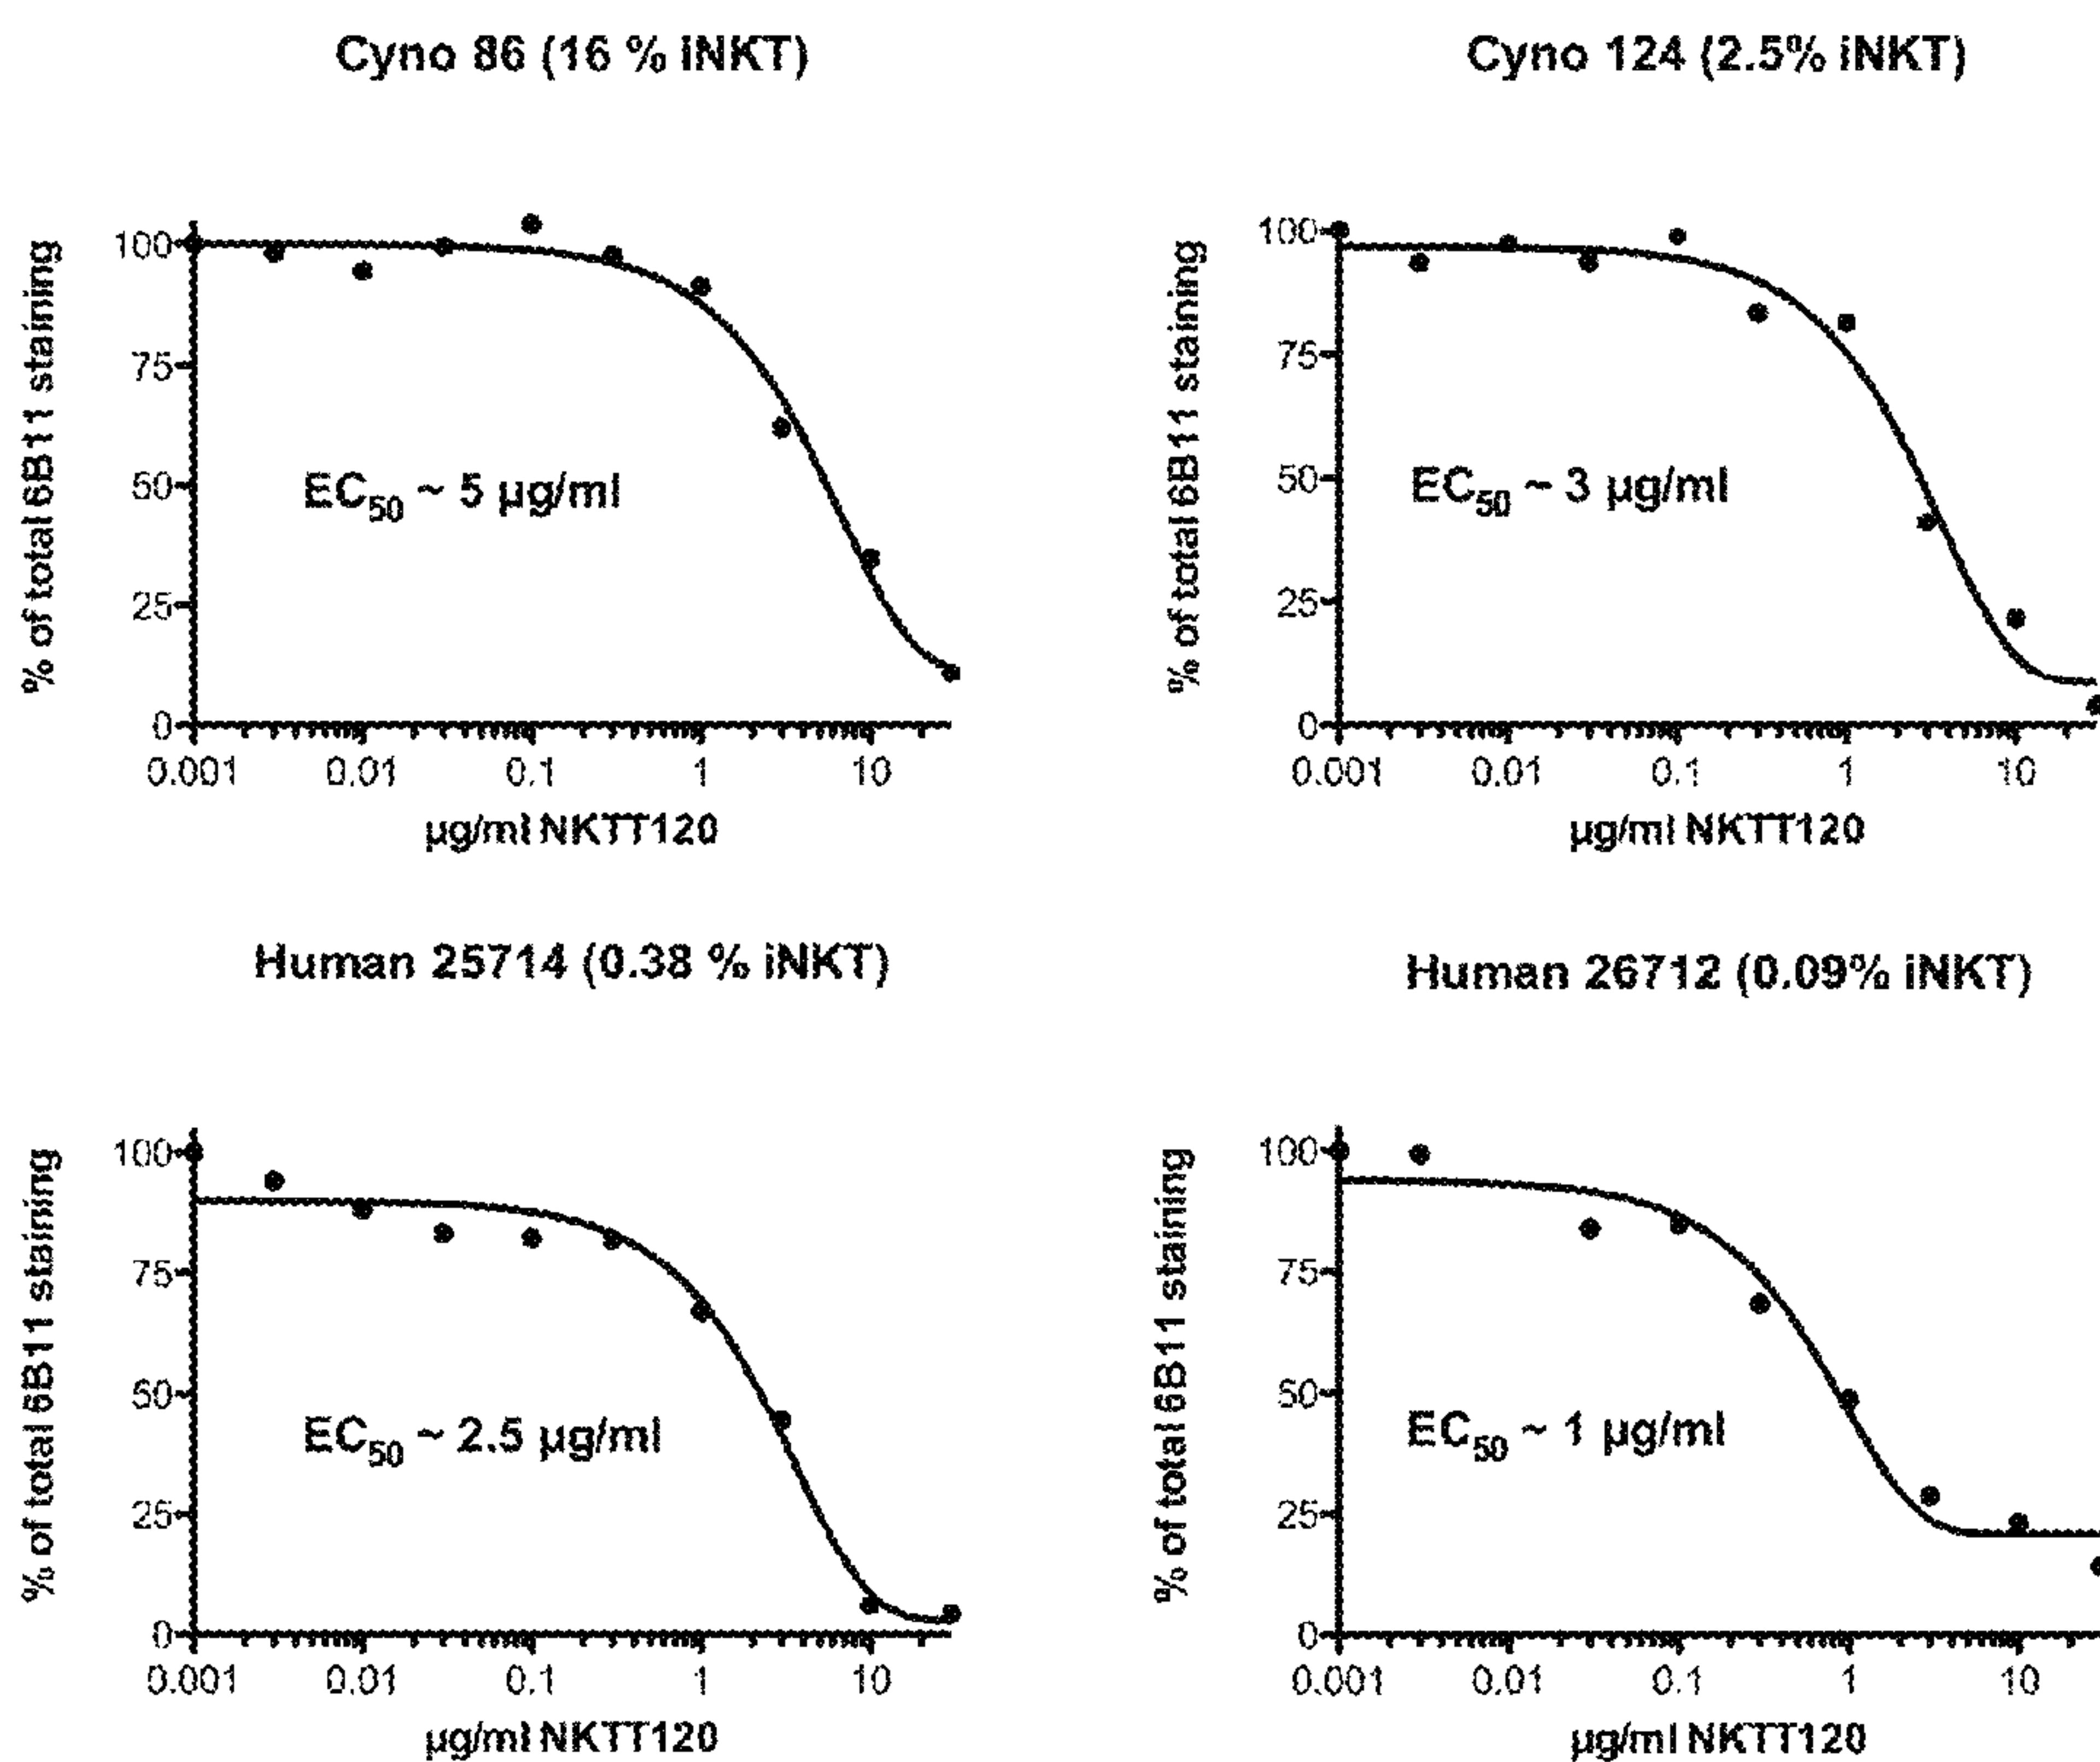 Cyno 86 (16 % iNKT)
% of total 6B11 staining
100
75
50
25
0
EC50 ~ 5 µg/ml
0.001 0.01 0.1 1 10
µg/ml NKTT120
Cyno 124 (2.5% iNKT)
% of total 6B11 staining
100
75
50
25
0
EC50 ~ 3 µg/ml
0.001 0.01 0.1 1 10
µg/ml NKTT120
Human 25714 (0.38 % iNKT)
% of total 6B11 staining
100
75
50
25
0
EC50 ~ 2.5 µg/ml
0.001 0.01 0.1 1 10
µg/ml NKTT120
Human 26712 (0.09% iNKT)
% of total 6B11 staining
100
75
50
25
0
EC50 ~ 1 µg/ml
0.001 0.01 0.1 1 10
µg/ml NKTT120